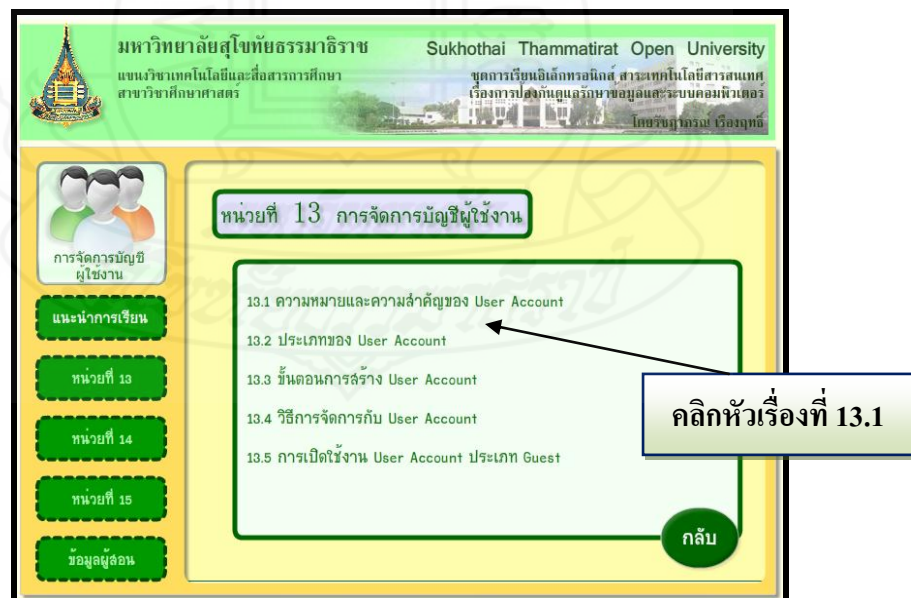 มหาวิทยาลัยสุโขทัยธรรมาธิราช
แขนงวิชาเทคโนโลยีและสื่อสารการศึกษา
สาขาวิชาศึกษาศาสตร์
Sukhothai Thammatirat Open University
ชุดการเรียนอิเล็กทรอนิกส์ สาระเทคโนโลยีสารสนเทศ
เรื่องการป้องกันดูแลรักษาข้อมูลและระบบคอมพิวเตอร์
โดยวิชฎาภรณ์ เรืองฤทธิ์
การจัดการบัญชี
ผู้ใช้งาน
แนะนำการเรียน
หน่วยที่ 13
หน่วยที่ 14
หน่วยที่ 15
ข้อมูลผู้สอน
หน่วยที่ 13 การจัดการบัญชีผู้ใช้งาน
13.1 ความหมายและความสำคัญของ User Account
13.2 ประเภทของ User Account
13.3 ขั้นตอนการสร้าง User Account
13.4 วิธีการจัดการกับ User Account
13.5 การเปิดใช้งาน User Account ประเภท Guest
กลับ
คลิกหัวเรื่องที่ 13.1